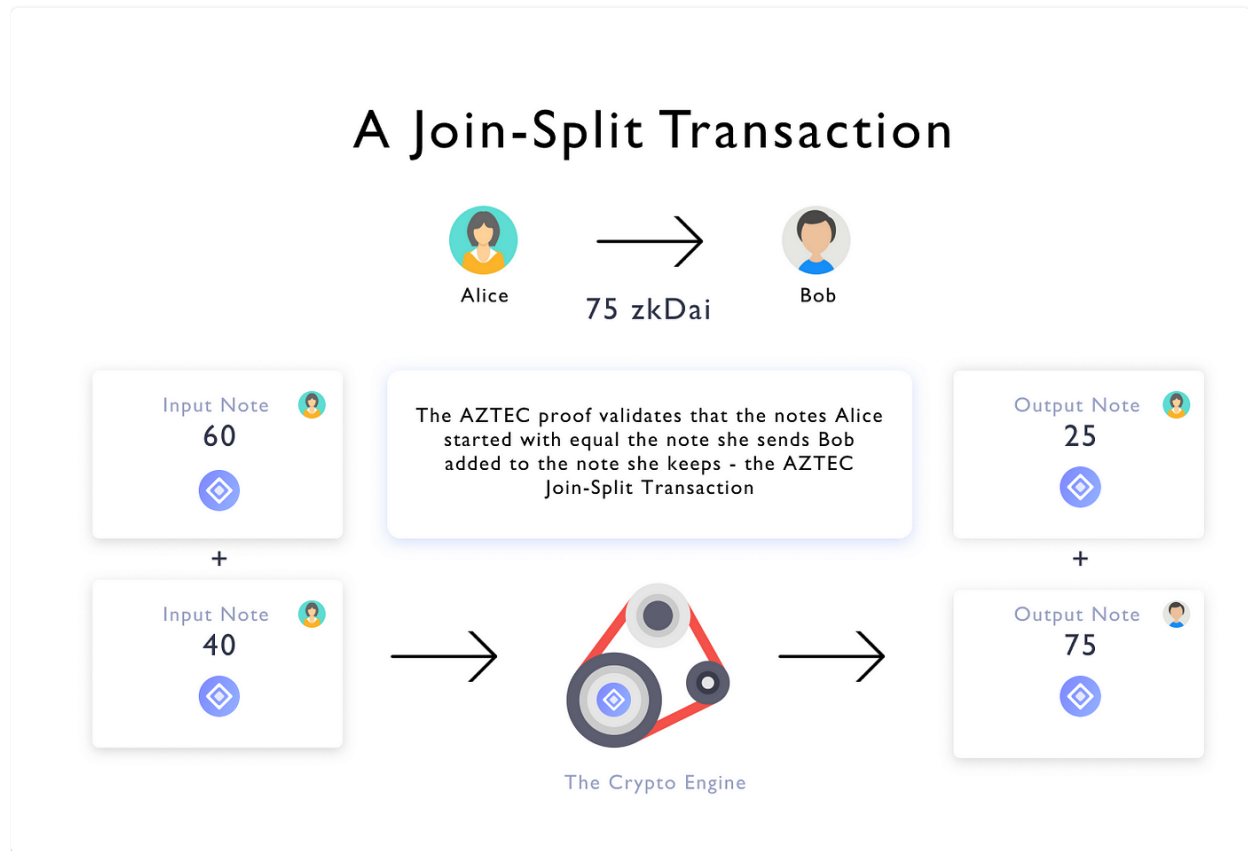 A Join-Split Transaction
Alice
75 zkDai
Bob
Input Note
60
+
Input Note
40
The AZTEC proof validates that the notes Alice
started with equal the note she sends Bob
added to the note she keeps - the AZTEC
Join-Split Transaction
The Crypto Engine
Output Note
25
+
Output Note
75